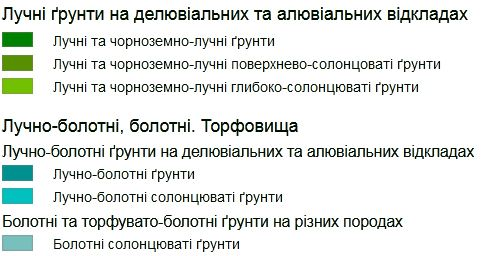 Лучні ґрунти на делювіальних та алювіальних відкладах
Лучні та чорноземно-лучні ґрунти
Лучні та чорноземно-лучні поверхнево-солонцюваті ґрунти
Лучні та чорноземно-лучні глибоко-солонцюваті ґрунти
Лучно-болотні, болотні. Торфовища
Лучно-болотні ґрунти на делювіальних та алювіальних відкладах
Лучно-болотні ґрунти
Лучно-болотні солонцюваті ґрунти
Болотні та торфувато-болотні ґрунти на різних породах
Болотні солонцюваті ґрунти